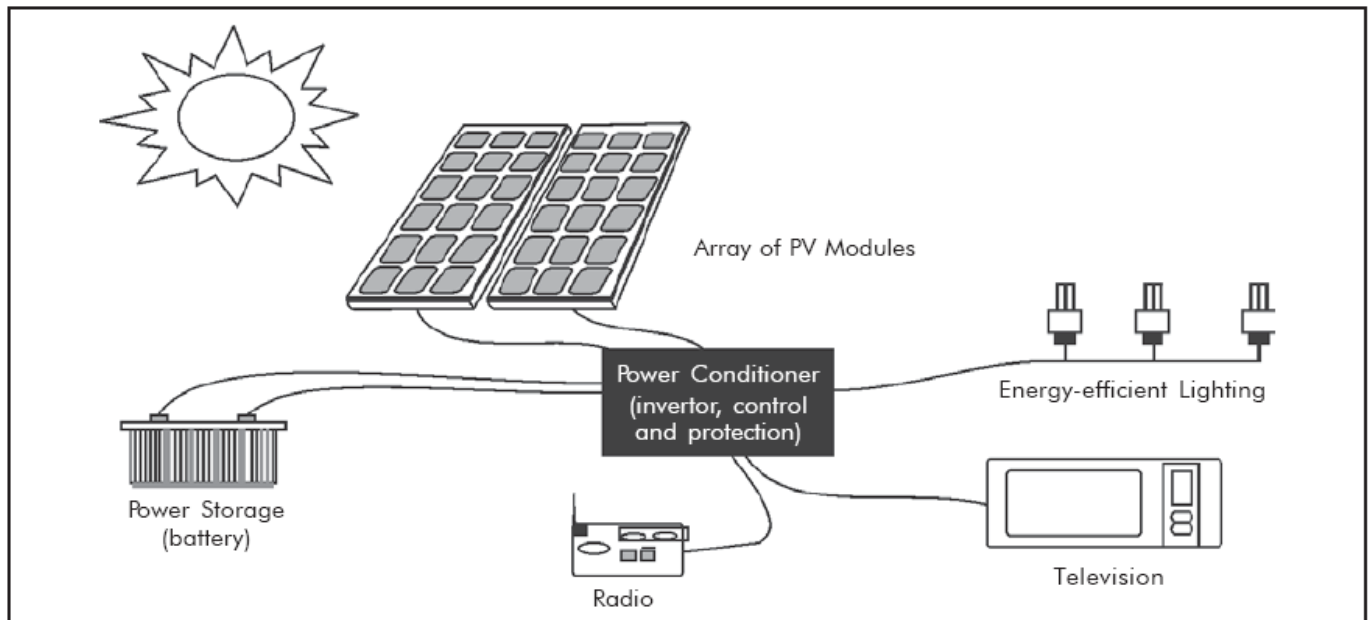 Array of PV Modules
Power Conditioner
(invertor, control
and protection)
Energy-efficient Lighting
Power Storage
(battery)
Radio
Television